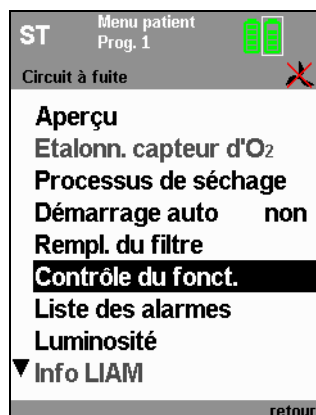 ST
Menu patient
Prog. 1
Circuit à fuite
Aperçu
Etalonn. capteur d'O2
Processus de séchage
Démarrage auto non
Rempl. du filtre
Contrôle du fonct.
Liste des alarmes
Luminosité
Info LIAM
retour